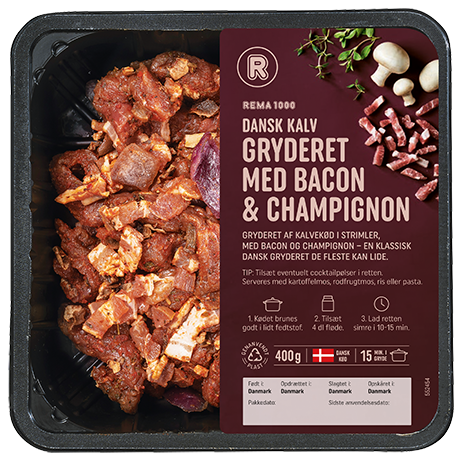 R
REMA 1000
DANSK KALV
GRYDERET
MED BACON
& CHAMPIGNON
GRYDERET AF KALVEKØD I STRIMLER,
MED BACON OG CHAMPIGNON – EN KLASSISK
DANSK GRYDERET DE FLESTE KAN LIDE.
TIP: Tilsæt eventuelt cocktailpølser i retten.
Serveres med kartoffelmos, rodfrugtmos, ris eller pasta.
1. Kødet brunes
godt i lidt fedtstof.
2. Tilsæt
4 dl fløde.
3. Lad retten
simre i 10-15 min.
GENANVENDT PLAST
400g
DANSK
KØD
15 MIN. I
GRYDE
Født i:
Danmark
Opdrættet i:
Danmark
Slagtet i:
Danmark
Opskåret i:
Danmark
Pakkedato:
Sidste anvendelsesdato:
552454